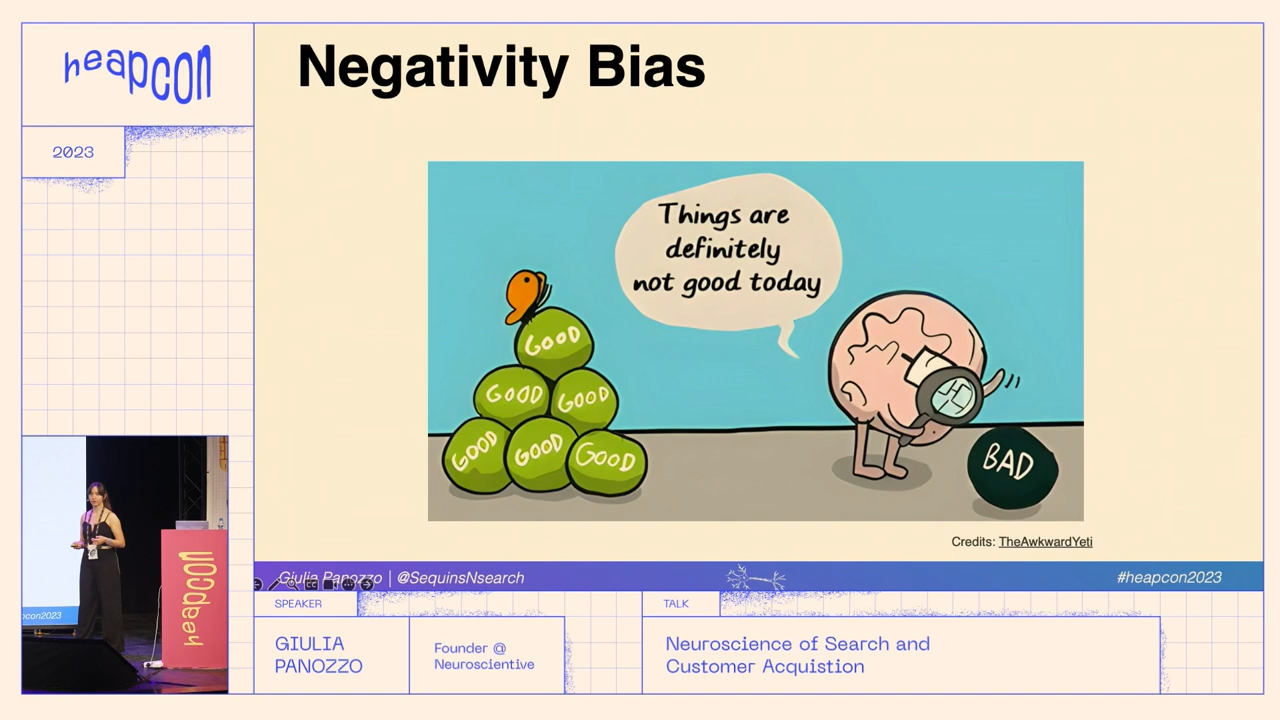 heapcon
2023
Negativity Bias
Things are
definitely
not good today
GOOD
GOOD
GOOD
GOOD
GOOD
GOOD
BAD
Credits: TheAwkwardYeti
Giulia Panozzo | @SequinsNsearch
#heapcon2023
heapcon
pcon2023
SPEAKER
GIULIA
PANOZZO
Founder @
Neuroscientive
TALK
Neuroscience of Search and
Customer Acquistion